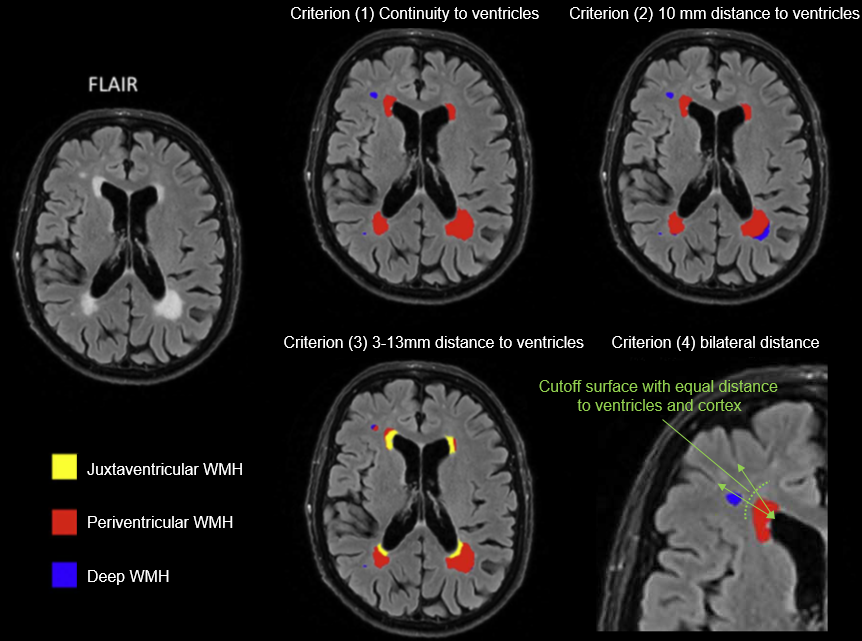 Criterion (1) Continuity to ventricles
Criterion (2) 10 mm distance to ventricles
FLAIR
Criterion (3) 3-13mm distance to ventricles
Criterion (4) bilateral distance
Cutoff surface with equal distance
to ventricles and cortex
Juxtaventricular WMH
Periventricular WMH
Deep WMH